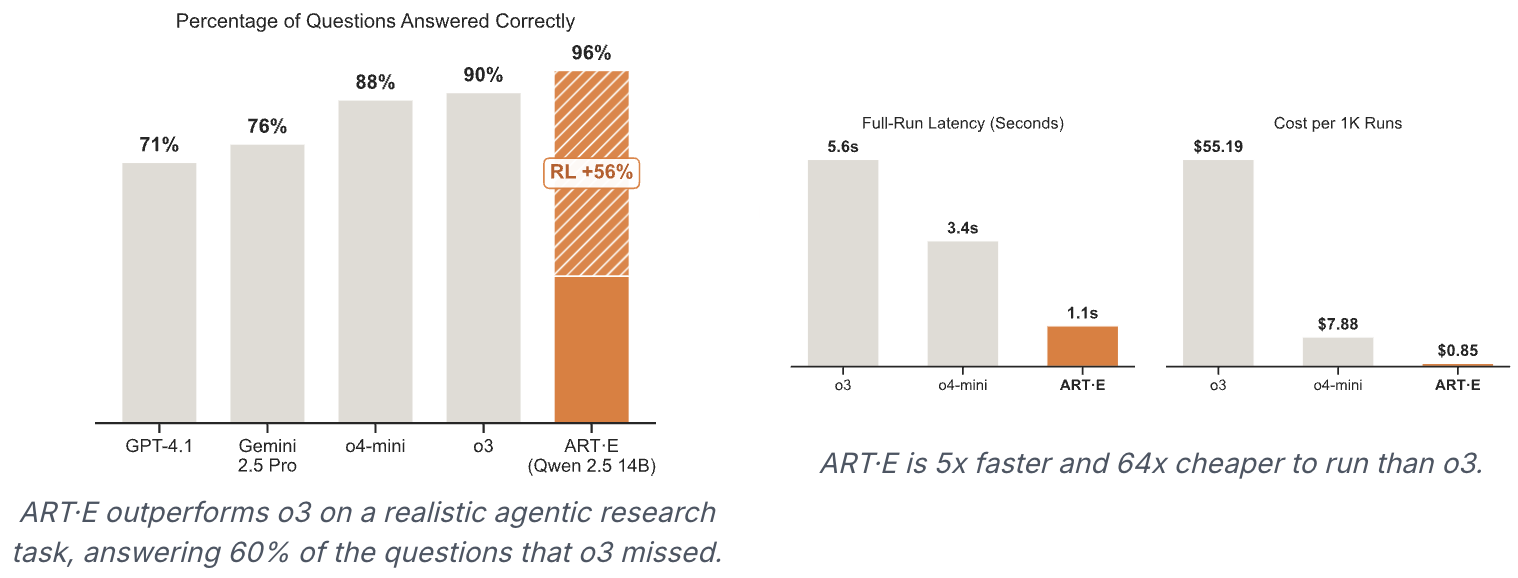 Percentage of Questions Answered Correctly
71%
76%
88%
90%
96%
RL +56%
GPT-4.1
Gemini
2.5 Pro
o4-mini
o3
ART·E
(Qwen 2.5 14B)
ART·E outperforms o3 on a realistic agentic research
task, answering 60% of the questions that o3 missed.
Full-Run Latency (Seconds)
5.6s
3.4s
1.1s
o3
o4-mini
ART·E
Cost per 1K Runs
$55.19
$7.88
$0.85
o3
o4-mini
ART·E
ART·E is 5x faster and 64x cheaper to run than o3.